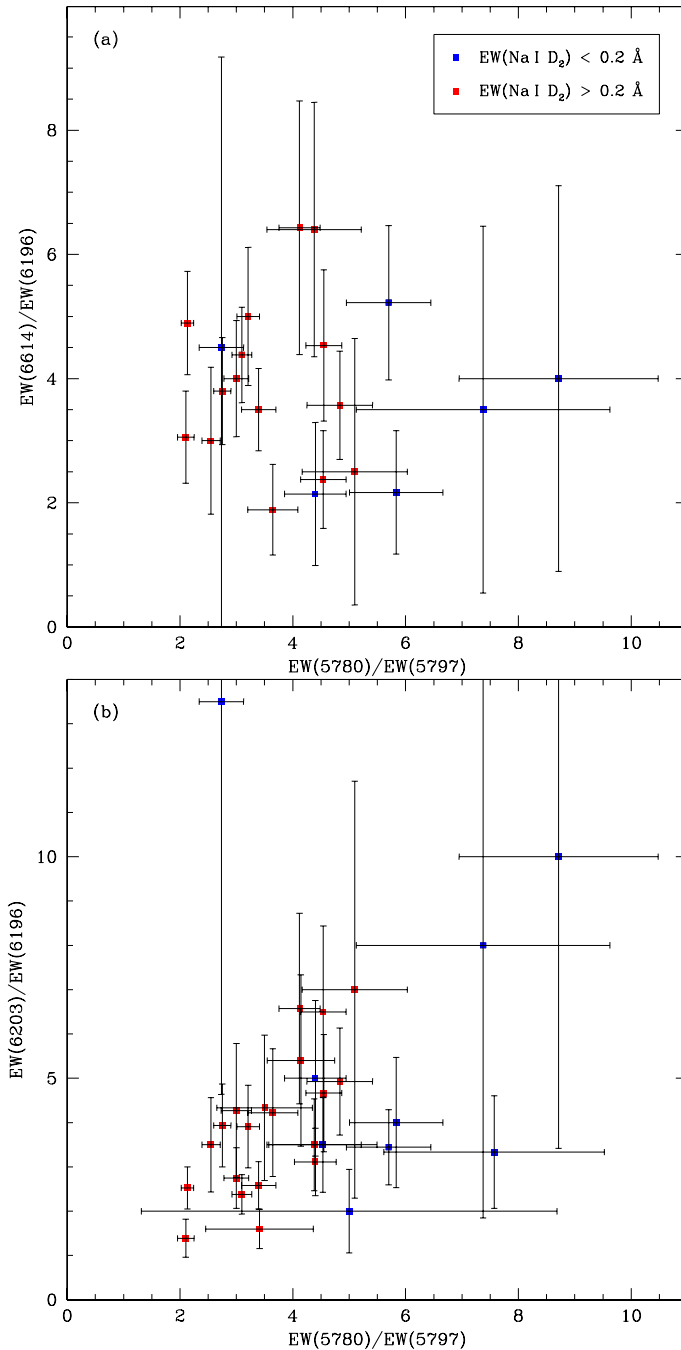 (a)
EW(Na I D₂) < 0.2 Å
EW(Na I D₂) > 0.2 Å
8
6
4
2
0
EW(6614)/EW(6196)
0 2 4 6 8 10
EW(5780)/EW(5797)
(b)
10
5
0
EW(6203)/EW(6196)
0 2 4 6 8 10
EW(5780)/EW(5797)